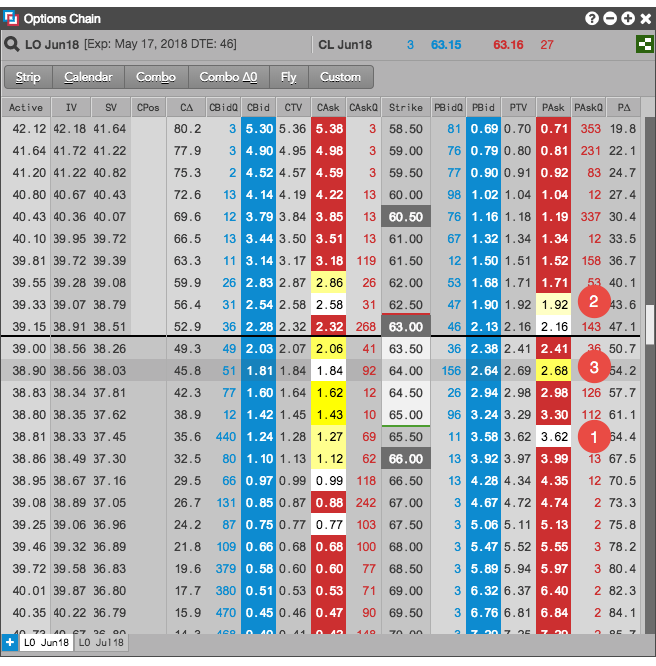 Options Chain
LO Jun18 [Exp: May 17, 2018 DTE: 46] CL Jun18 3 63.15 63.16 27
Strip Calendar Combo Combo Δ0 Fly Custom
Active IV SV CPos CΔ CBidQ CBid CTV CAsk CAskQ Strike PBidQ PBid PTV PAsk PAskQ PΔ
42.12 42.18 41.64 80.2 3 5.30 5.36 5.38 3 58.50 81 0.69 0.70 0.71 353 19.8
41.64 41.72 41.22 77.9 3 4.90 4.95 4.98 3 59.00 76 0.79 0.80 0.81 231 22.1
41.20 41.22 40.82 75.3 2 4.52 4.57 4.59 3 59.50 77 0.90 0.91 0.92 83 24.7
40.80 40.67 40.43 72.6 13 4.14 4.19 4.22 13 60.00 98 1.02 1.04 1.04 12 27.4
40.43 40.36 40.07 69.6 12 3.79 3.84 3.85 13 60.50 76 1.16 1.18 1.19 337 30.4
40.10 39.95 39.72 66.5 13 3.44 3.50 3.51 13 61.00 67 1.32 1.34 1.34 12 33.5
39.81 39.72 39.39 63.3 11 3.14 3.17 3.18 119 61.50 12 1.50 1.51 1.52 158 36.7
39.55 39.28 39.08 59.9 26 2.83 2.87 2.86 26 62.00 53 1.68 1.71 1.71 53 40.1
39.33 39.07 38.79 56.4 31 2.54 2.58 2.58 31 62.50 47 1.90 1.92 1.92 2 43.6
39.15 38.91 38.51 52.9 36 2.28 2.32 2.32 268 63.00 46 2.13 2.16 2.16 143 47.1
39.00 38.56 38.26 49.3 49 2.03 2.07 2.06 41 63.50 36 2.38 2.41 2.41 36 50.7
38.90 38.56 38.03 45.8 51 1.81 1.84 1.84 92 64.00 156 2.64 2.69 2.68 3 54.2
38.83 38.34 37.81 42.3 77 1.60 1.64 1.62 12 64.50 26 2.94 2.98 2.98 126 57.7
38.80 38.35 37.62 38.9 12 1.42 1.45 1.43 10 65.00 96 3.24 3.29 3.30 112 61.1
38.81 38.33 37.45 35.6 440 1.24 1.28 1.27 69 65.50 11 3.58 3.62 3.62 1 64.4
38.86 38.49 37.30 32.5 80 1.10 1.13 1.12 62 66.00 13 3.92 3.97 3.99 13 67.5
38.95 38.67 37.16 29.5 66 0.97 0.99 0.99 118 66.50 13 4.28 4.34 4.35 12 70.5
39.08 38.89 37.05 26.7 131 0.85 0.87 0.88 242 67.00 3 4.67 4.72 4.74 2 73.3
39.25 39.06 36.96 24.2 87 0.75 0.77 0.77 103 67.50 3 5.06 5.11 5.13 2 75.8
39.46 39.32 36.89 21.8 109 0.66 0.68 0.68 100 68.00 3 5.47 5.52 5.55 3 78.2
39.72 39.58 36.83 19.6 379 0.58 0.60 0.60 77 68.50 3 5.89 5.94 5.97 3 80.4
40.01 39.87 36.80 17.7 380 0.51 0.53 0.53 71 69.00 3 6.32 6.37 6.40 2 82.3
40.35 40.22 36.79 15.9 470 0.45 0.46 0.47 90 69.50 3 6.76 6.81 6.84 2 84.1
LO Jun18 LO Jul18